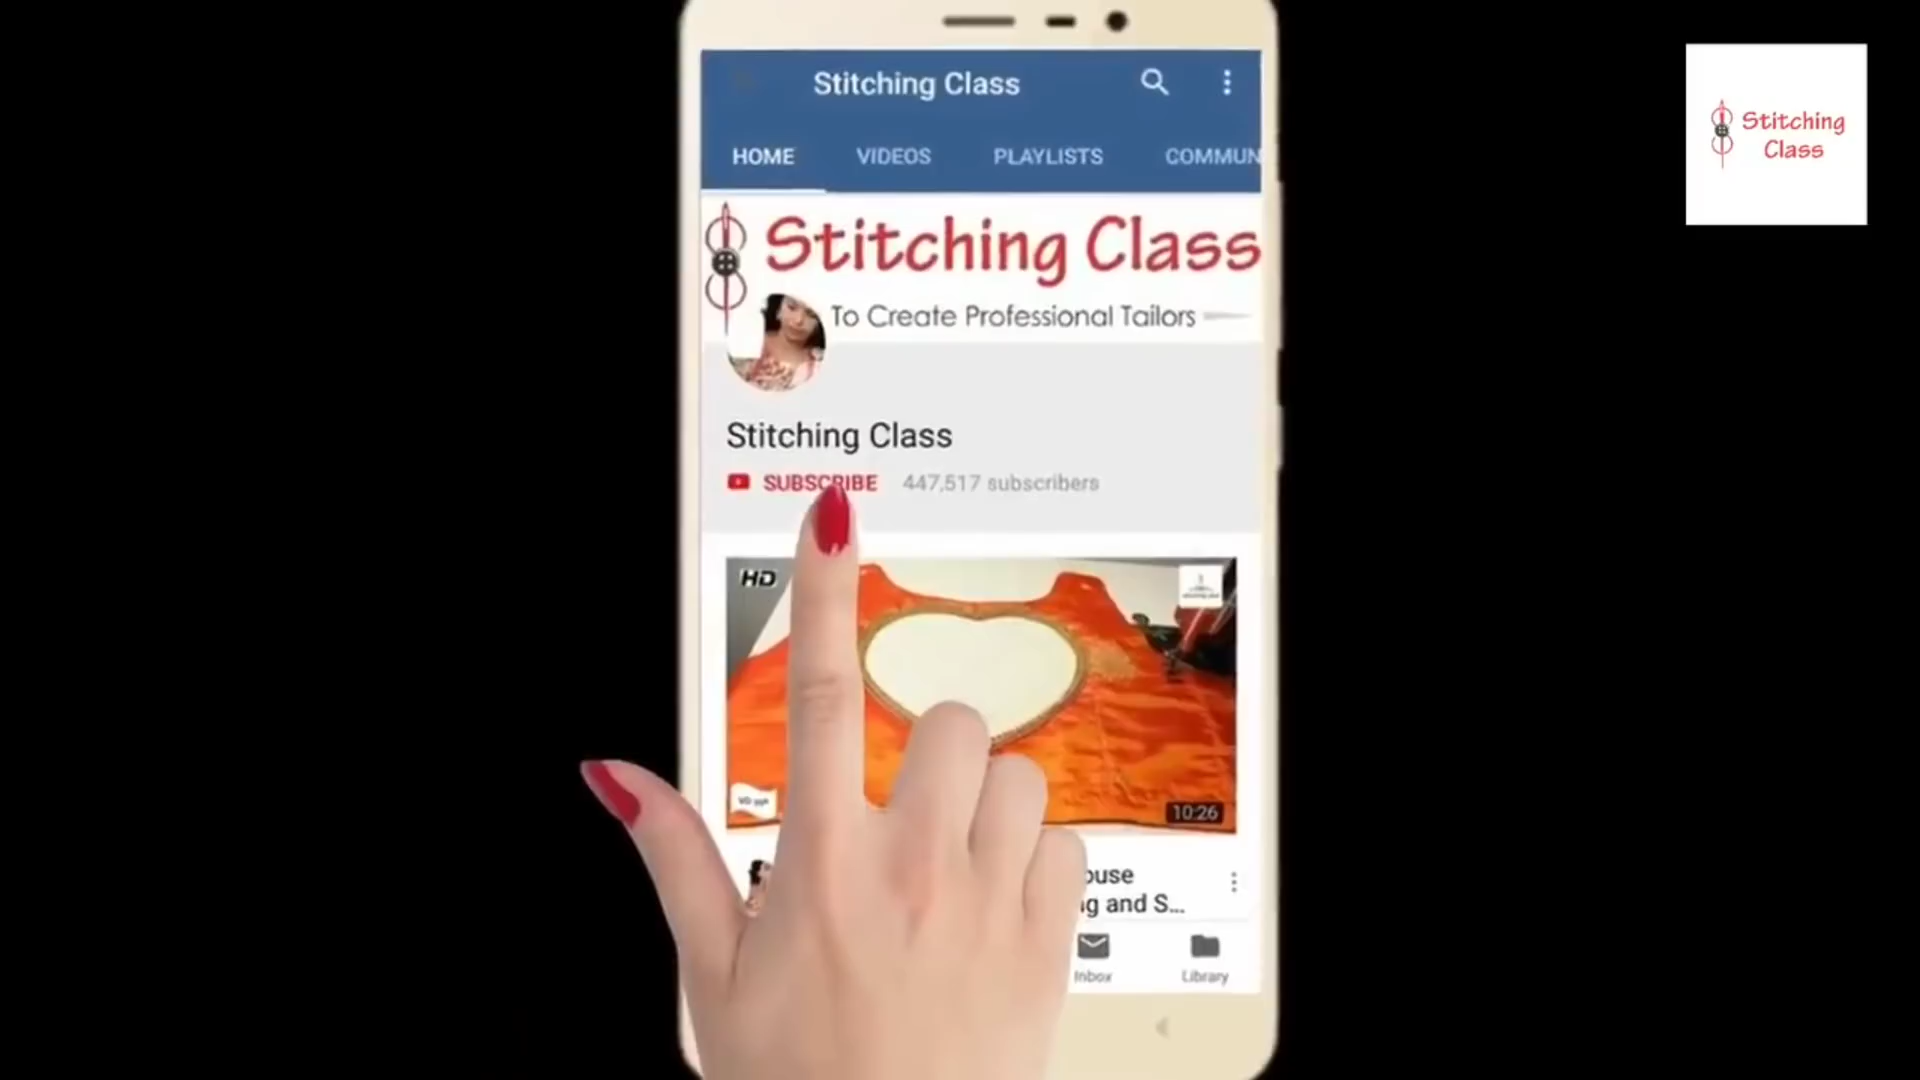 Stitching Class
HOME VIDEOS PLAYLISTS COMMUN
Stitching Class
To Create Professional Tailors
Stitching Class
SUBSCRIBE 447,517 subscribers
HD
10:26
ouse
g and S...
Inbox Library
Stitching
Class